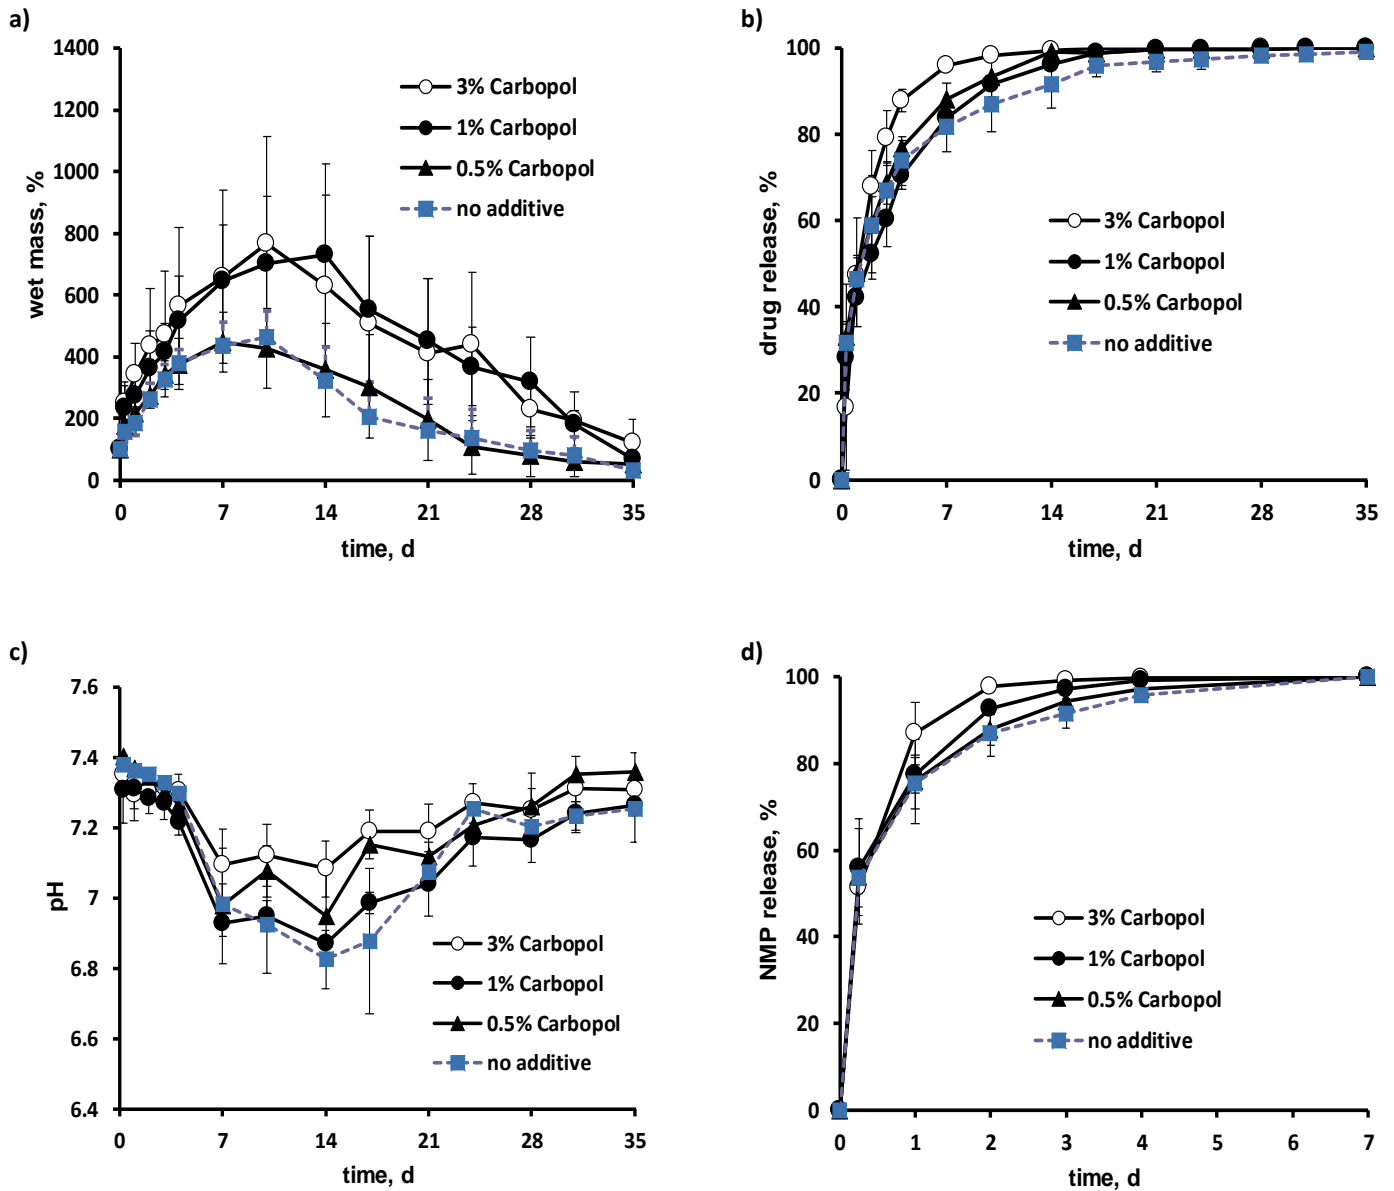 a)
1400
1200
1000
800
600
400
200
0
wet mass, %
0 7 14 21 28 35
time, d
3% Carbopol
1% Carbopol
0.5% Carbopol
no additive
b)
100
80
60
40
20
0
drug release, %
0 7 14 21 28 35
time, d
3% Carbopol
1% Carbopol
0.5% Carbopol
no additive
c)
7.6
7.4
7.2
7
6.8
6.6
6.4
pH
0 7 14 21 28 35
time, d
3% Carbopol
1% Carbopol
0.5% Carbopol
no additive
d)
100
80
60
40
20
0
NMP release, %
0 1 2 3 4 5 6 7
time, d
3% Carbopol
1% Carbopol
0.5% Carbopol
no additive